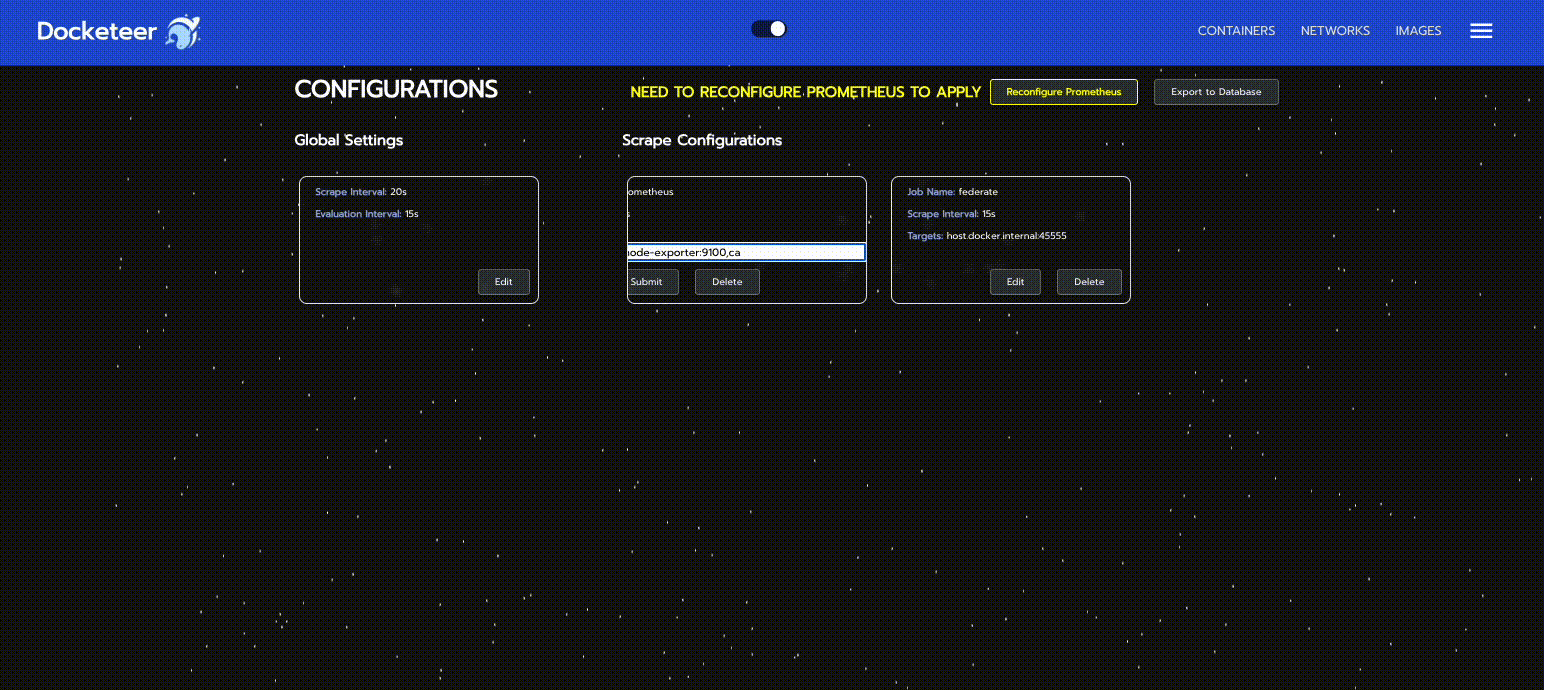 Docketeer
CONTAINERS NETWORKS IMAGES
CONFIGURATIONS
NEED TO RECONFIGURE PROMETHEUS TO APPLY
Reconfigure Prometheus
Export to Database
Global Settings
Scrape Interval: 20s
Evaluation Interval: 15s
Edit
Scrape Configurations
ometheus
s
ode-exporter:9100,ca
Submit
Delete
Job Name: federate
Scrape Interval: 15s
Targets: host.docker.internal:45555
Edit
Delete